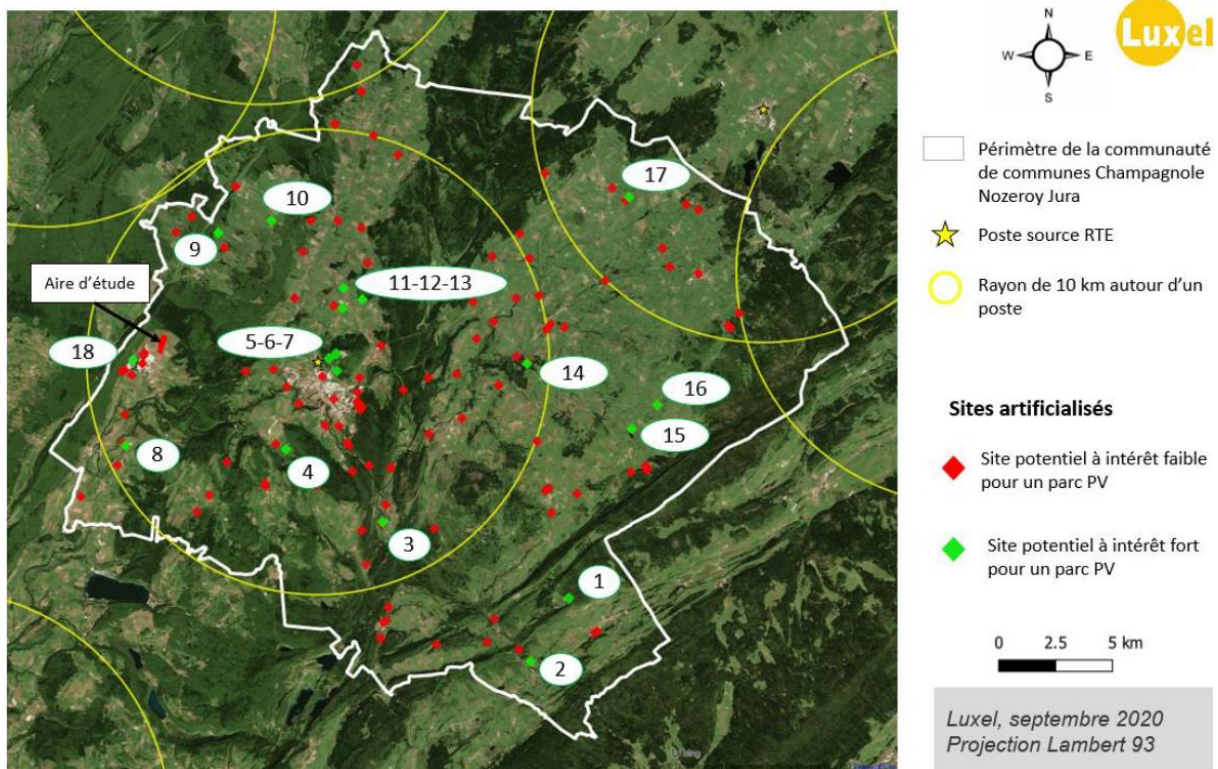 10
17
9
Aire d'étude
11-12-13
18
5-6-7
14
16
15
8
4
3
1
2
N
W
E
S
Luxel
Périmètre de la communauté
de communes Champagnole
Nozeroy Jura
Poste source RTE
Rayon de 10 km autour d'un
poste
Sites artificialisés
Site potentiel à intérêt faible
pour un parc PV
Site potentiel à intérêt fort
pour un parc PV
0 2.5 5 km
Luxel, septembre 2020
Projection Lambert 93